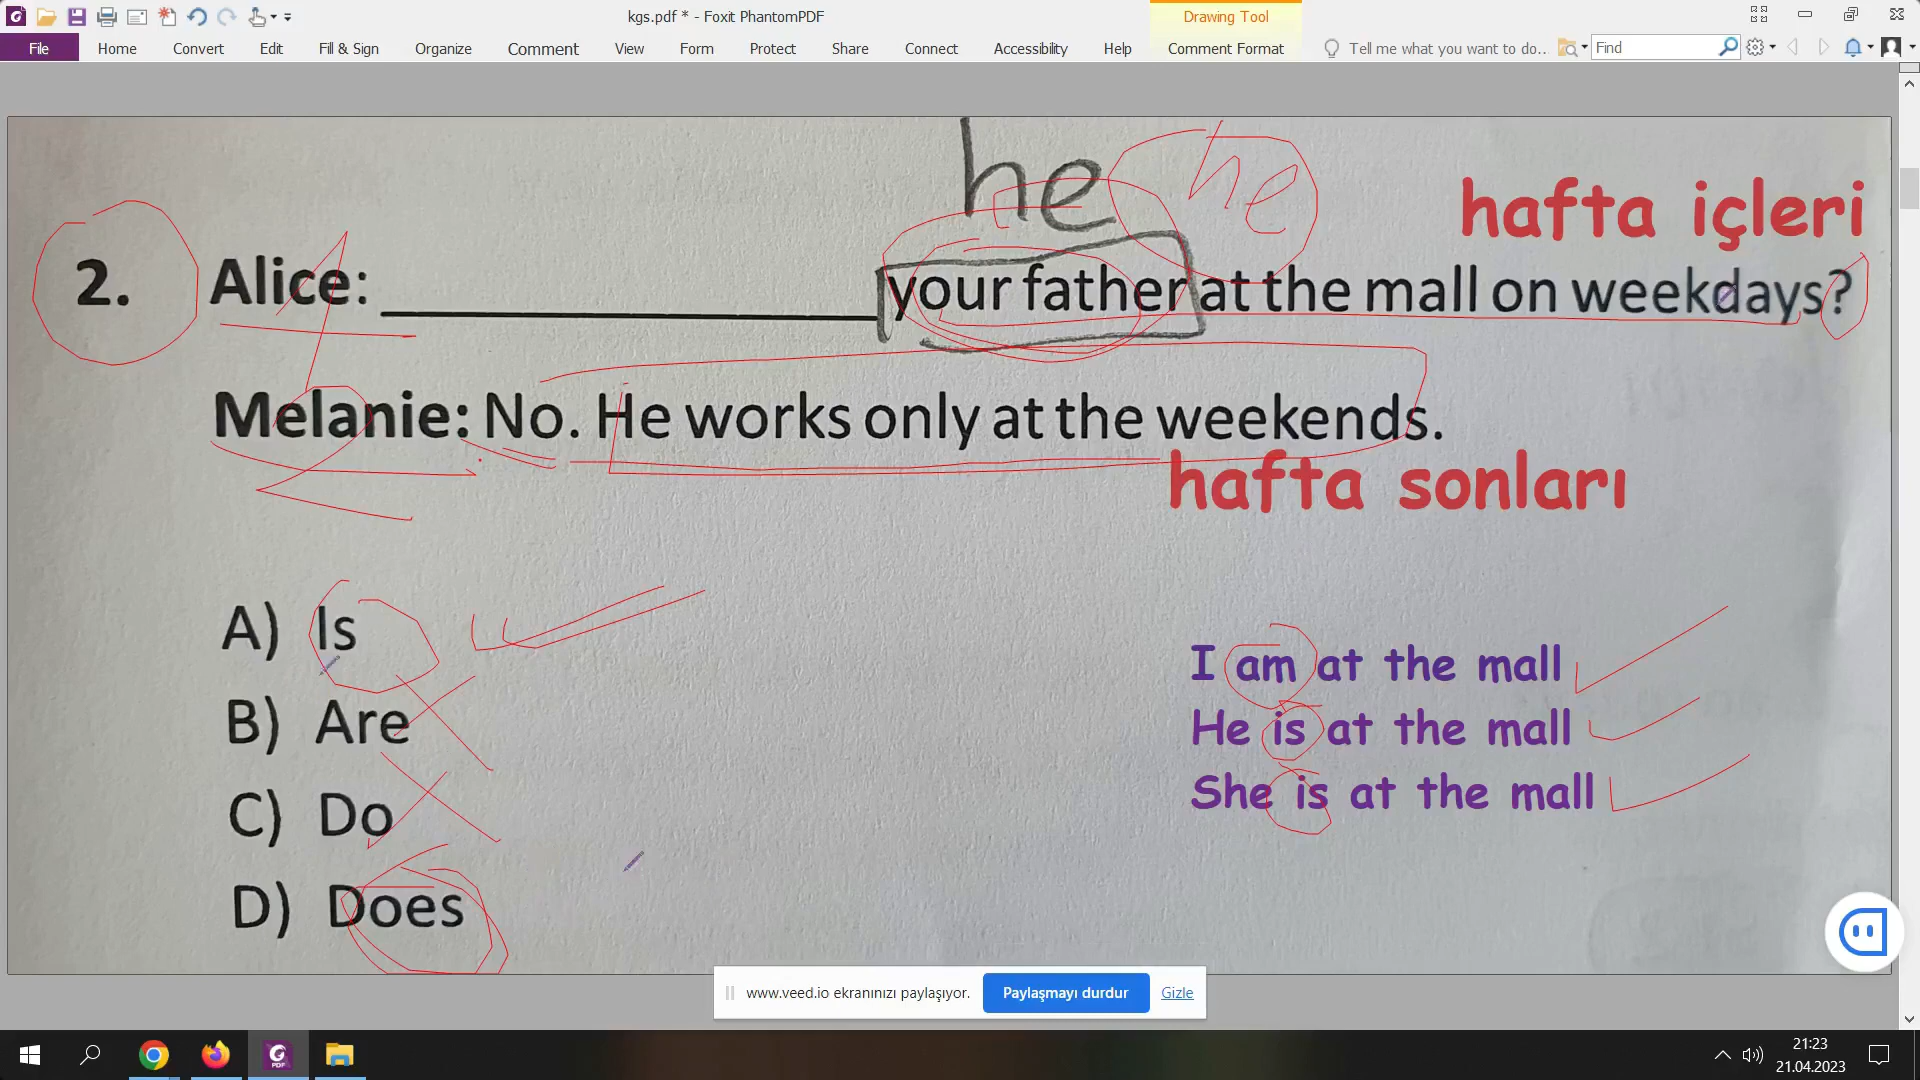 kgs.pdf * - Foxit PhantomPDF
Drawing Tool
File Home Convert Edit Fill & Sign Organize Comment View Form Protect Share Connect Accessibility Help Comment Format Tell me what you want to do.. Find
he he
hafta içleri
2. Alice: ______ your father at the mall on weekdays?
Melanie: No. He works only at the weekends.
hafta sonları
A) Is
B) Are
C) Do
D) Does
I am at the mall
He is at the mall
She is at the mall
www.veed.io ekranınızı paylaşıyor. Paylaşmayı durdur Gizle
PDF
21:23
21.04.2023